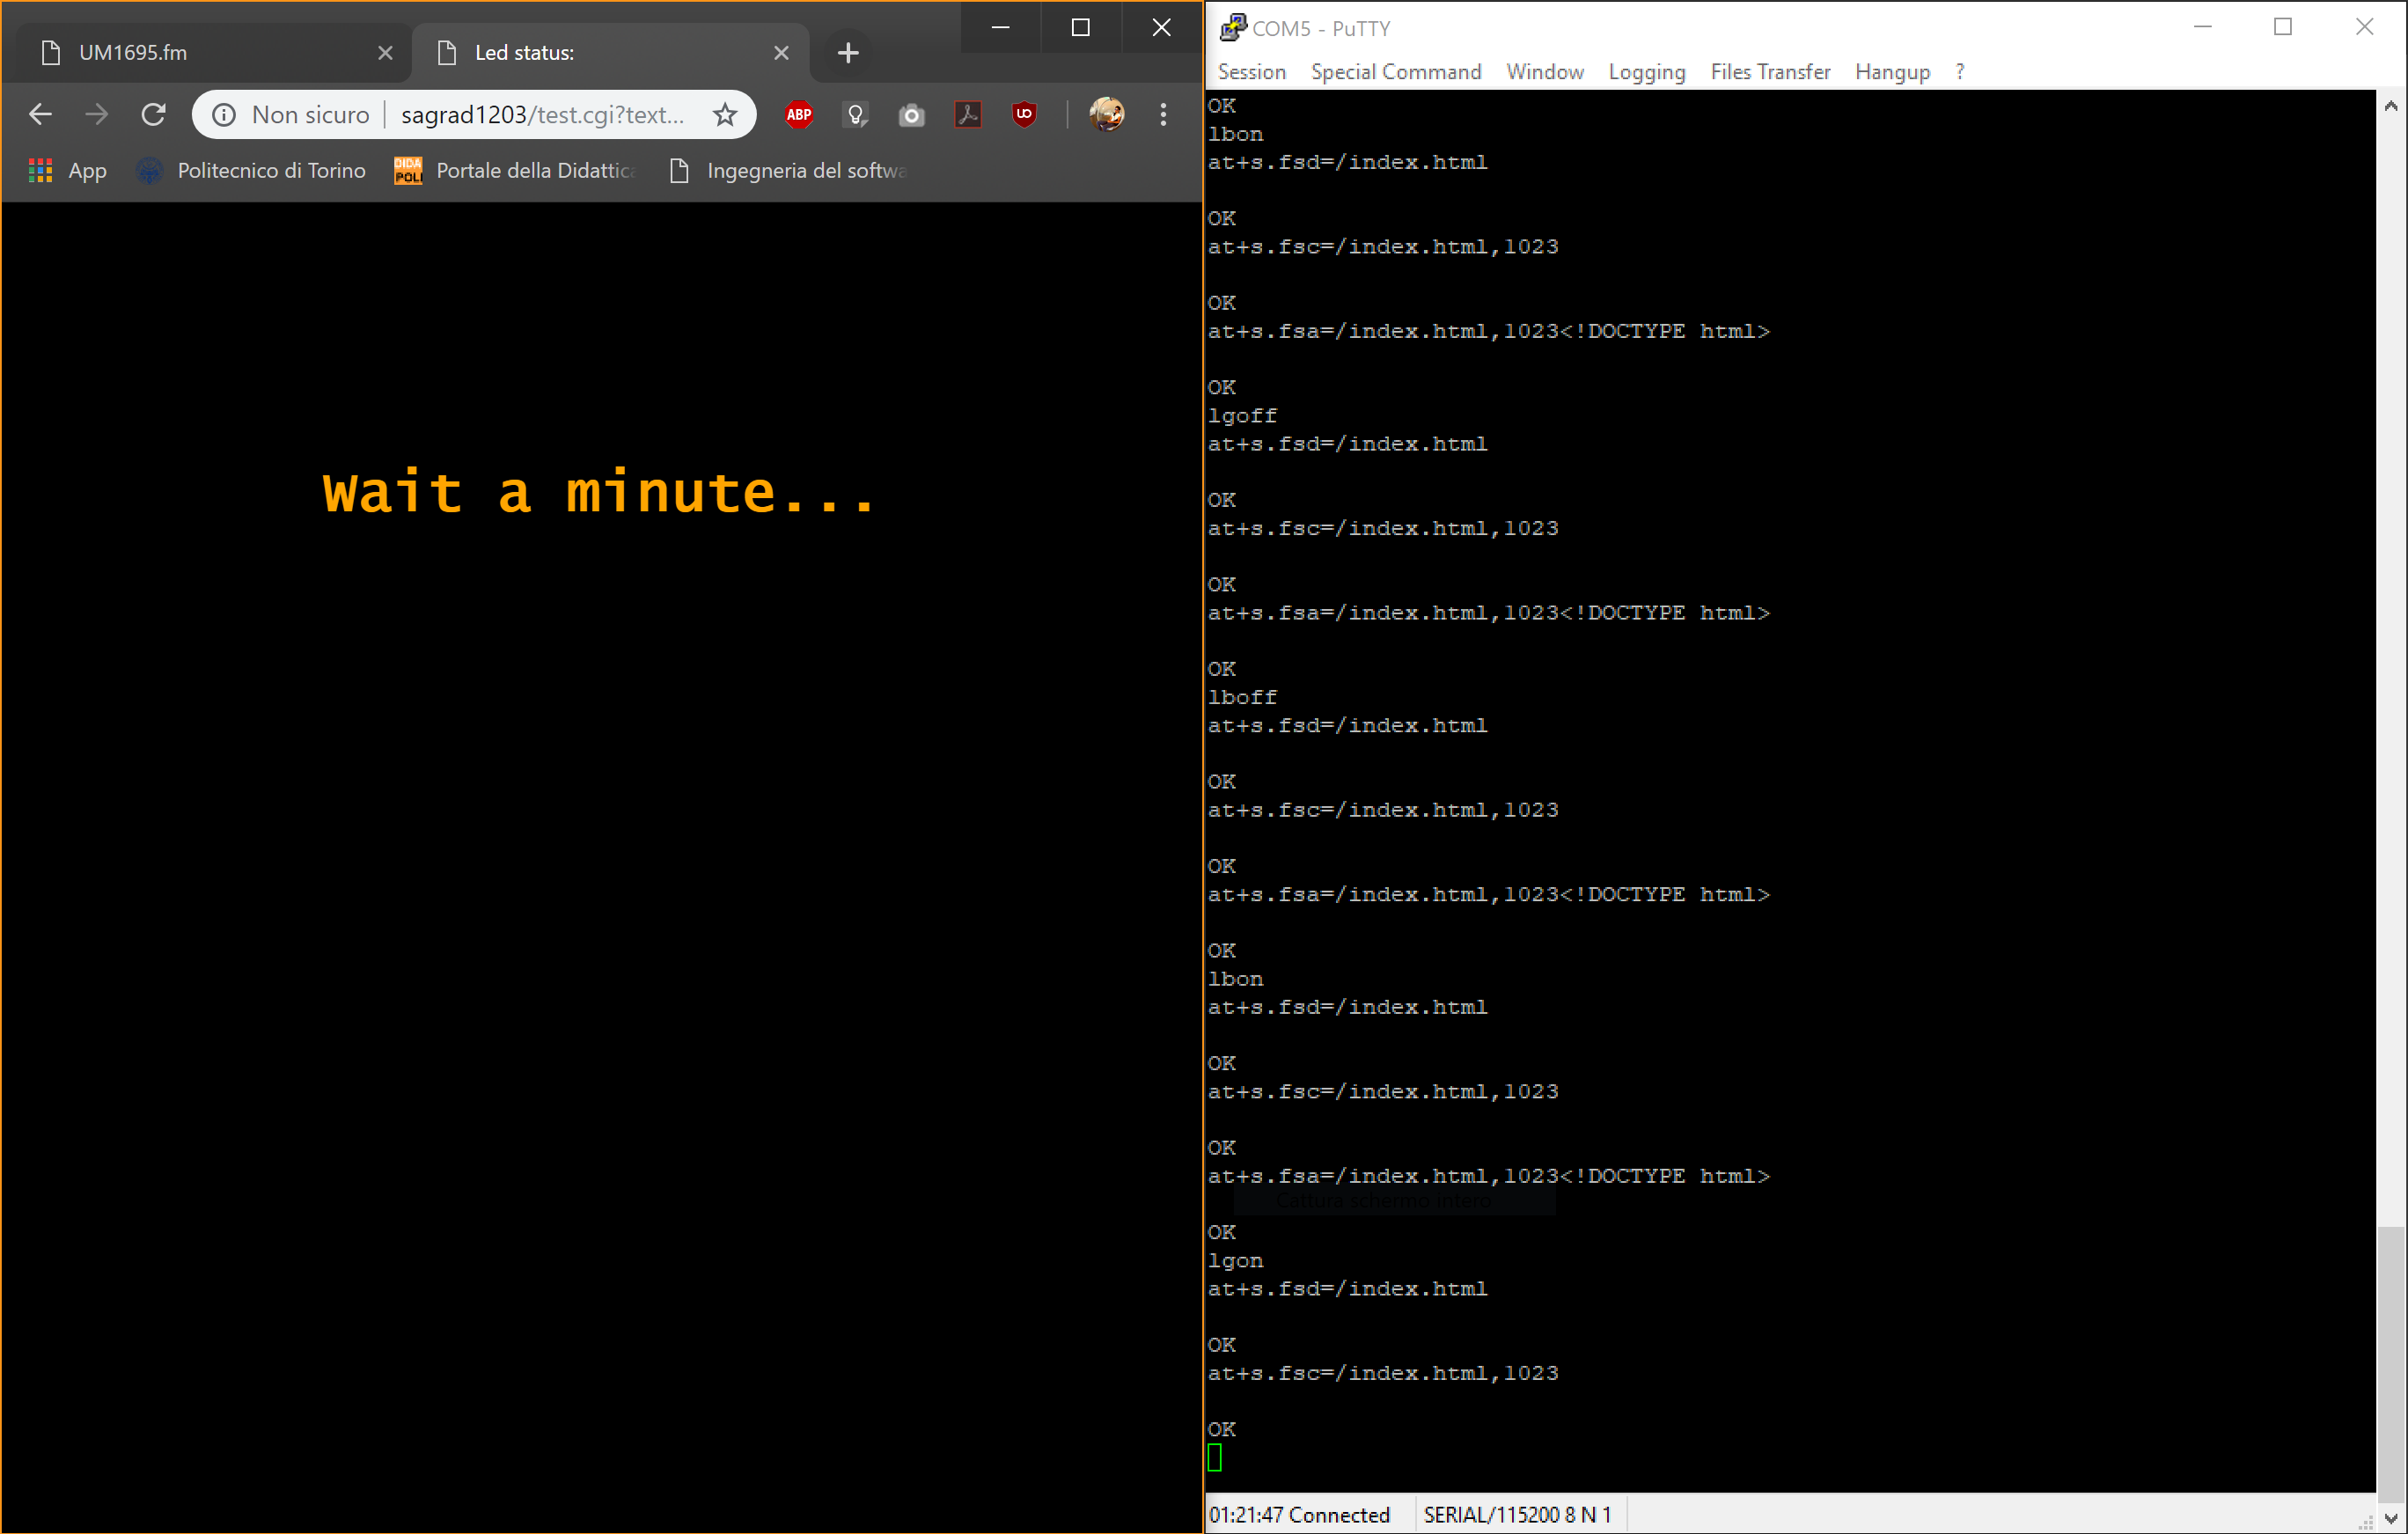 UM1695.fm
Led status:
Non sicuro
sagrad1203/test.cgi?text...
ABP
App
Politecnico di Torino
DIDA
POLI
Portale della Didattica
Ingegneria del softwa
Wait a minute...
COM5 - PuTTY
Session Special Command Window Logging Files Transfer Hangup ?
OK
lbon
at+s.fsd=/index.html
OK
at+s.fsc=/index.html,1023
OK
at+s.fsa=/index.html,1023<!DOCTYPE html>
OK
lgoff
at+s.fsd=/index.html
OK
at+s.fsc=/index.html,1023
OK
at+s.fsa=/index.html,1023<!DOCTYPE html>
OK
lboff
at+s.fsd=/index.html
OK
at+s.fsc=/index.html,1023
OK
at+s.fsa=/index.html,1023<!DOCTYPE html>
OK
lbon
at+s.fsd=/index.html
OK
at+s.fsc=/index.html,1023
OK
at+s.fsa=/index.html,1023<!DOCTYPE html>
Cattura schermo intero
OK
lgon
at+s.fsd=/index.html
OK
at+s.fsc=/index.html,1023
OK
01:21:47 Connected
SERIAL/115200 8 N 1